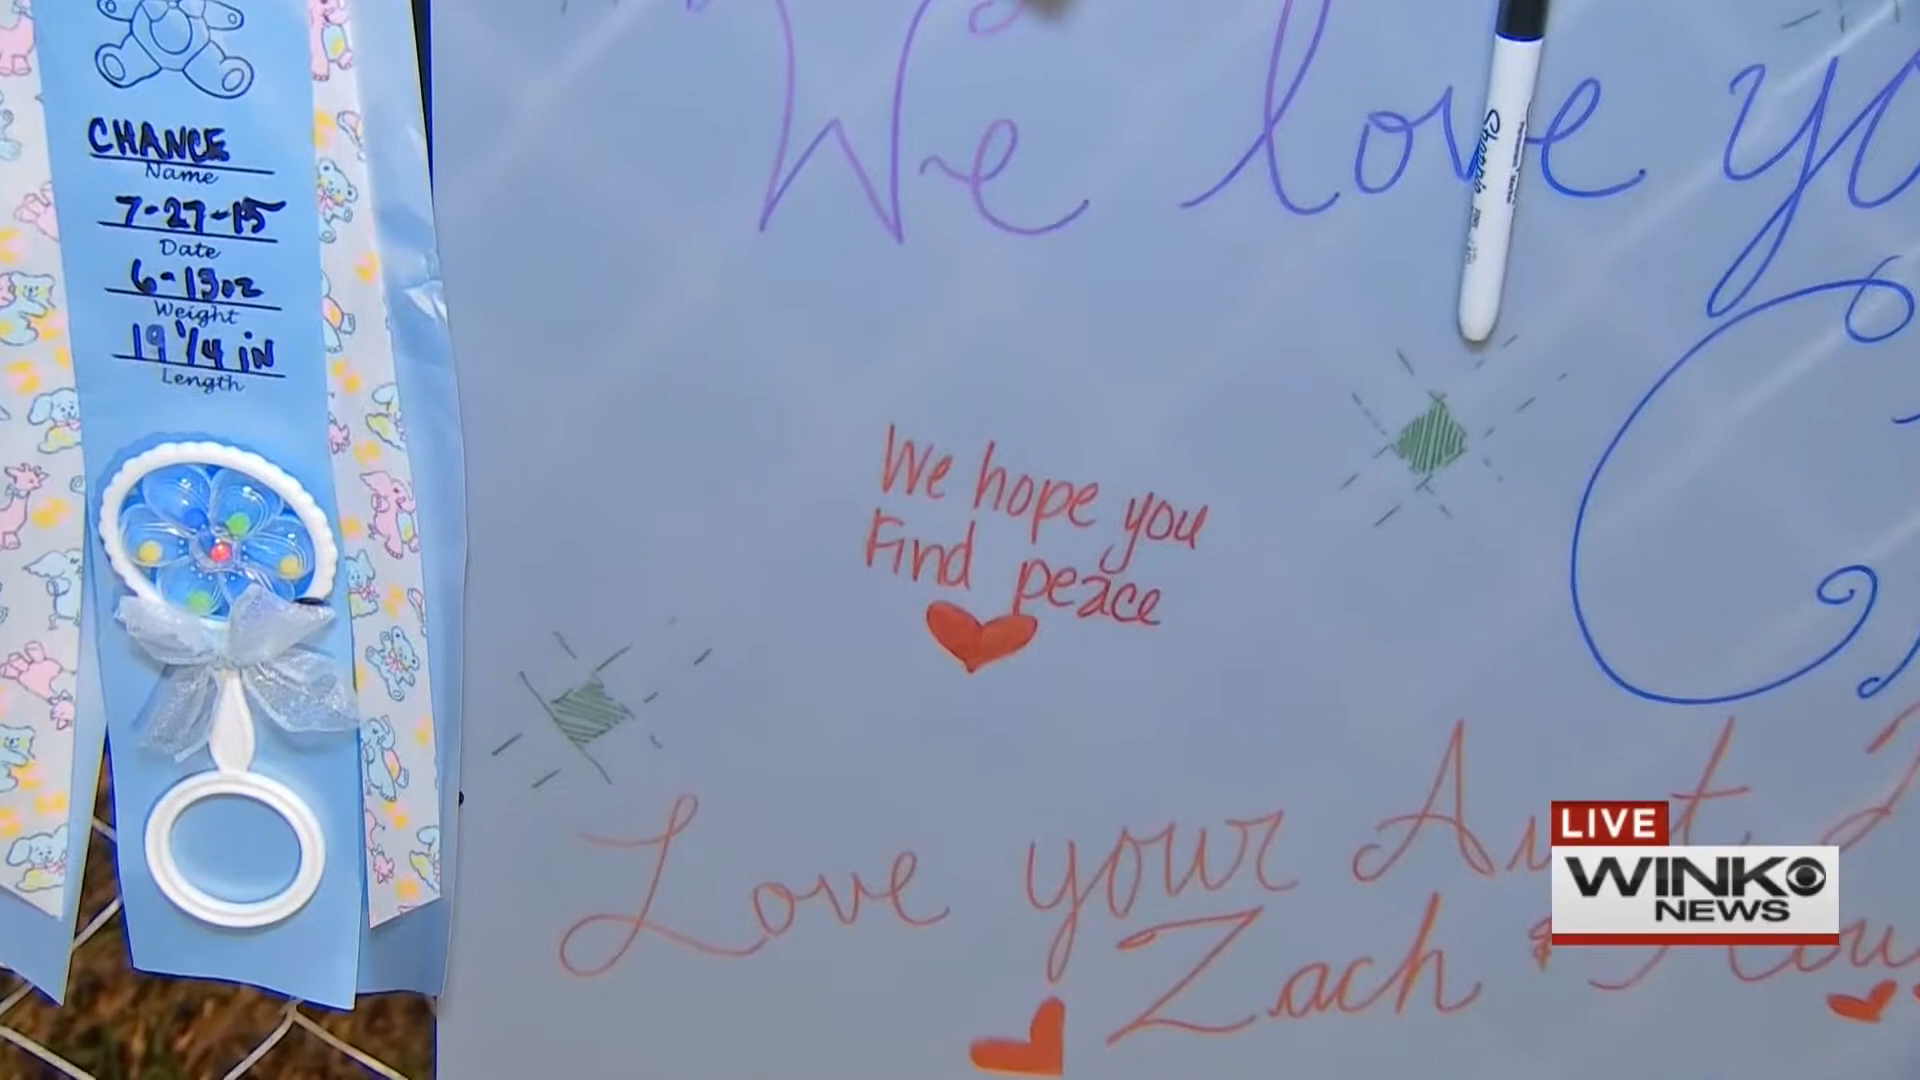 CHANCE
Name
7-27-15
Date
6-13oz
Weight
19 1/4 in
Length
We love
Sharpie
We hope you
Find peace
Love your
Zach &
LIVE
WINK
NEWS